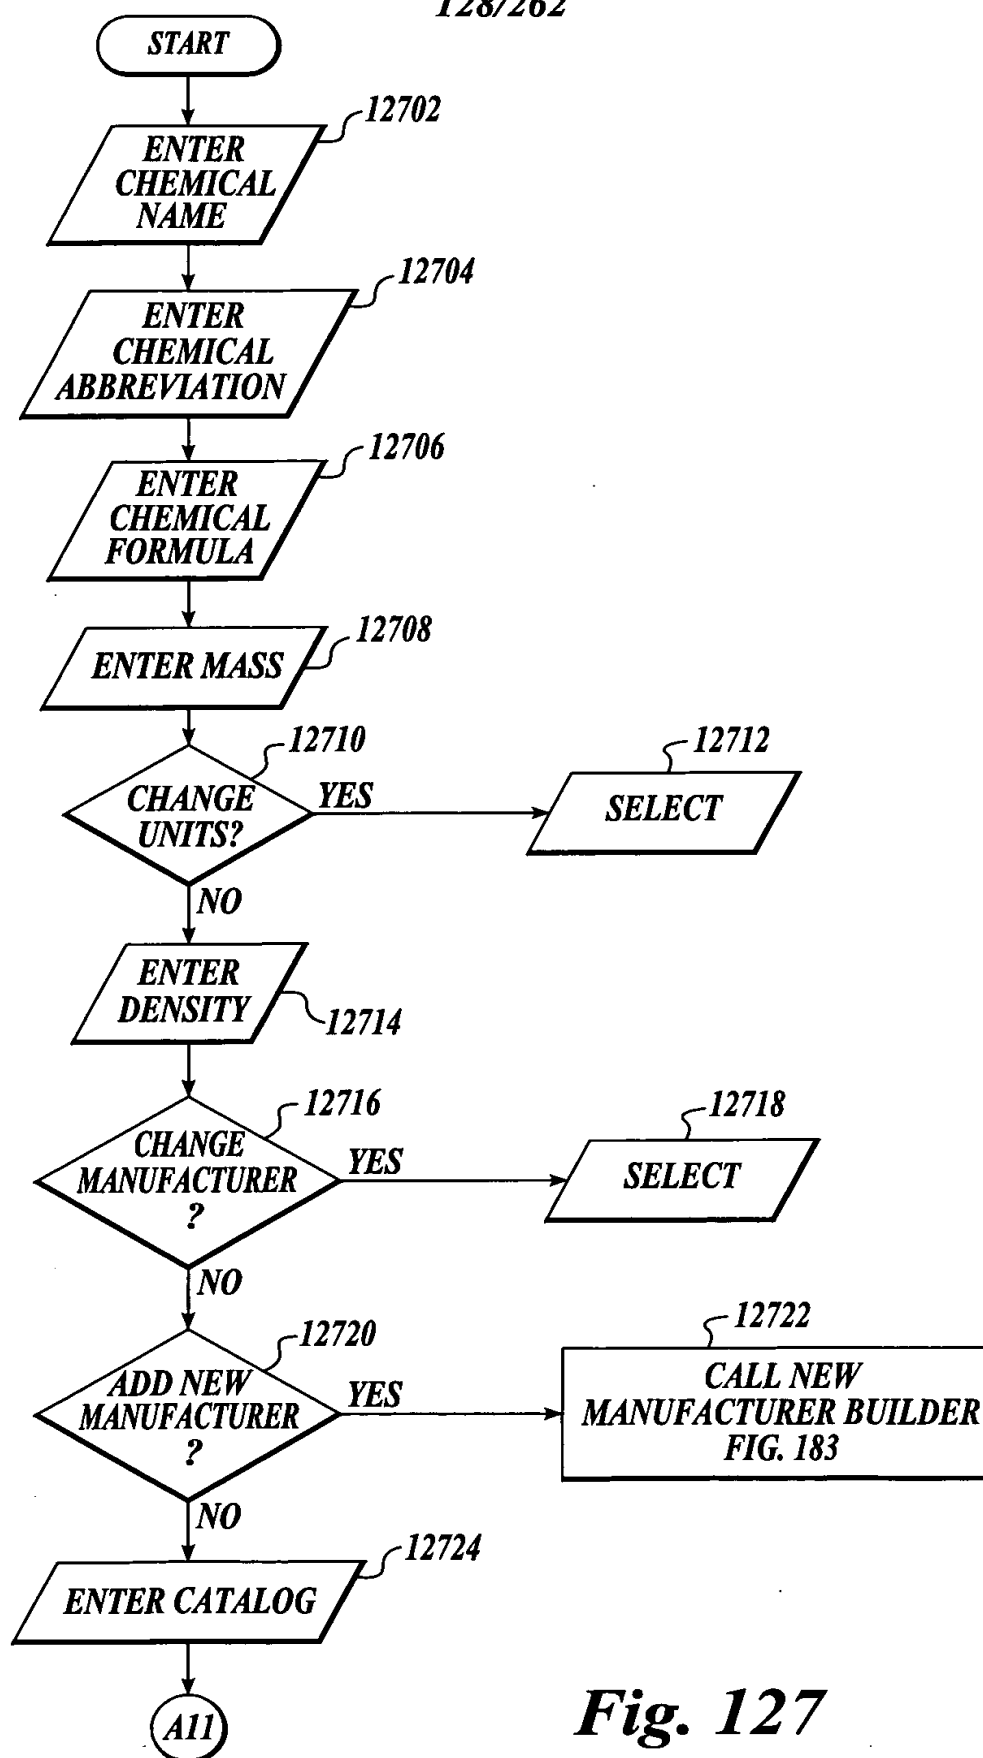 128/262
START
12702
ENTER
CHEMICAL
NAME
12704
ENTER
CHEMICAL
ABBREVIATION
12706
ENTER
CHEMICAL
FORMULA
12708
ENTER MASS
12710
CHANGE
UNITS?
YES
12712
SELECT
NO
ENTER
DENSITY
12714
12716
CHANGE
MANUFACTURER
?
YES
12718
SELECT
NO
12720
ADD NEW
MANUFACTURER
?
YES
12722
CALL NEW
MANUFACTURER BUILDER
FIG. 183
NO
12724
ENTER CATALOG
A11
Fig. 127